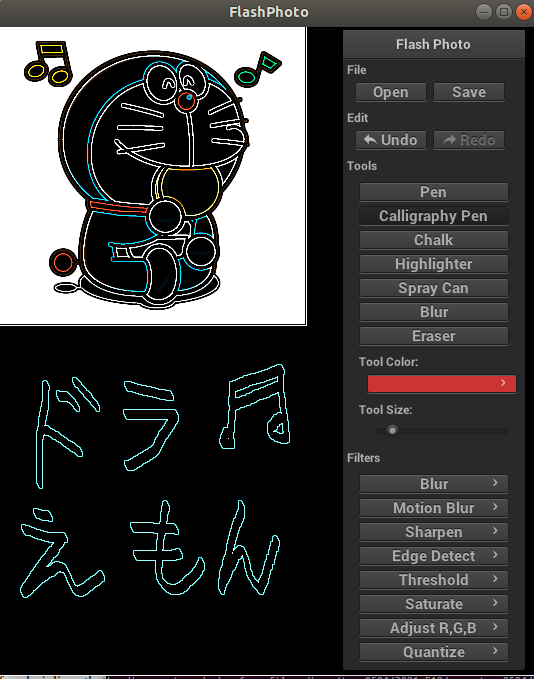 FlashPhoto
Flash Photo
File
Open Save
Edit
Undo Redo
Tools
Pen
Calligraphy Pen
Chalk
Highlighter
Spray Can
Blur
Eraser
Tool Color:
Tool Size:
Filters
Blur
Motion Blur
Sharpen
Edge Detect
Threshold
Saturate
Adjust R,G,B
Quantize
ドラ
えもん